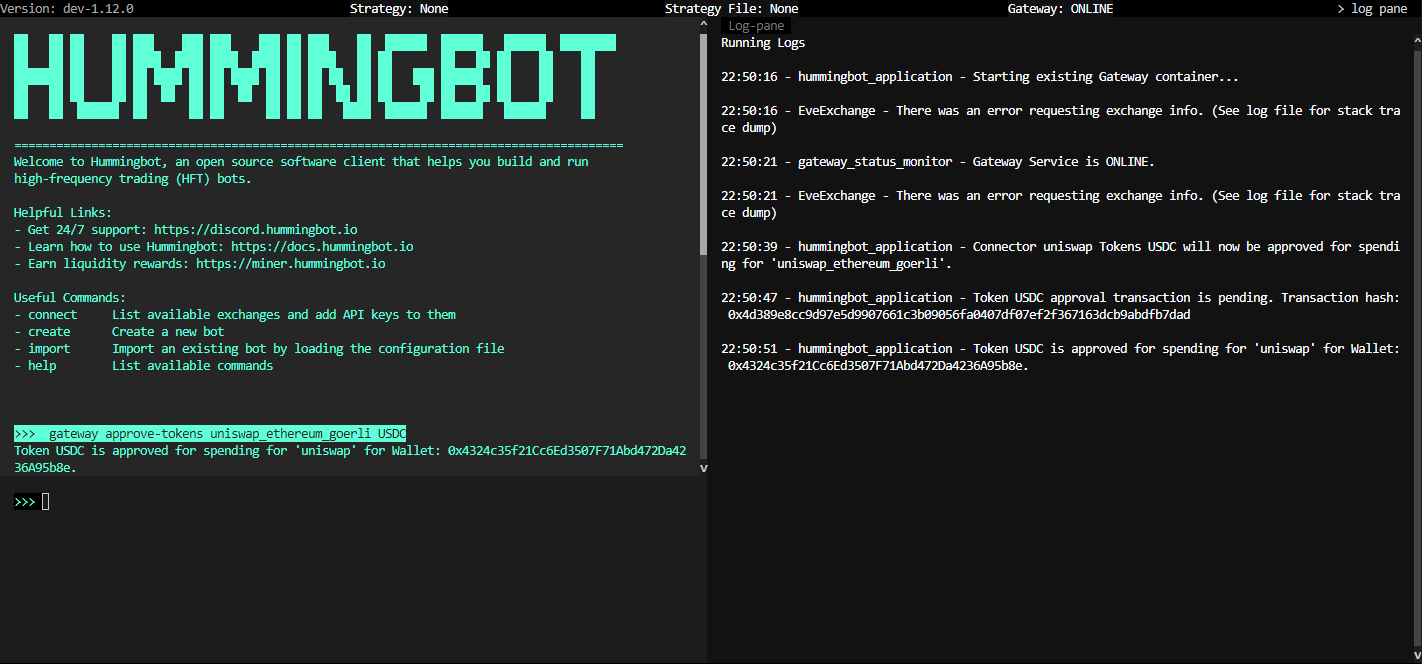 Version: dev-1.12.0 Strategy: None Strategy File: None Gateway: ONLINE > log pane
HUMMINGBOT
=======================================================================================
Welcome to Hummingbot, an open source software client that helps you build and run
high-frequency trading (HFT) bots.
Helpful Links:
- Get 24/7 support: https://discord.hummingbot.io
- Learn how to use Hummingbot: https://docs.hummingbot.io
- Earn liquidity rewards: https://miner.hummingbot.io
Useful Commands:
- connect List available exchanges and add API keys to them
- create Create a new bot
- import Import an existing bot by loading the configuration file
- help List available commands
>>> gateway approve-tokens uniswap_ethereum_goerli USDC
Token USDC is approved for spending for 'uniswap' for Wallet: 0x4324c35f21Cc6Ed3507F71Abd472Da42
36A95b8e.
>>>
Log-pane
Running Logs
22:50:16 - hummingbot_application - Starting existing Gateway container...
22:50:16 - EveExchange - There was an error requesting exchange info. (See log file for stack tra
ce dump)
22:50:21 - gateway_status_monitor - Gateway Service is ONLINE.
22:50:21 - EveExchange - There was an error requesting exchange info. (See log file for stack tra
ce dump)
22:50:39 - hummingbot_application - Connector uniswap Tokens USDC will now be approved for spendi
ng for 'uniswap_ethereum_goerli'.
22:50:47 - hummingbot_application - Token USDC approval transaction is pending. Transaction hash:
0x4d389e8cc9d97e5d9907661c3b09056fa0407df07ef2f367163dcb9abdfb7dad
22:50:51 - hummingbot_application - Token USDC is approved for spending for 'uniswap' for Wallet:
0x4324c35f21Cc6Ed3507F71Abd472Da4236A95b8e.